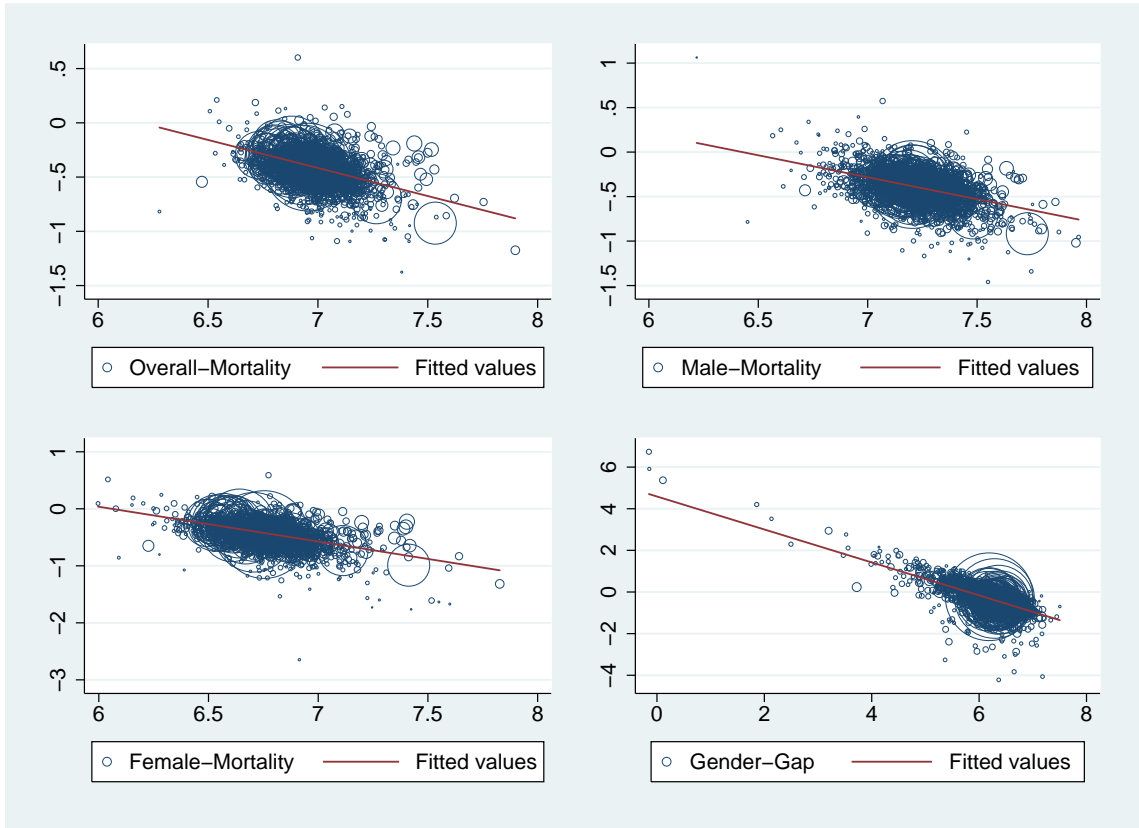 .5
0
−.5
−1
−1.5
6 6.5 7 7.5 8
Overall−Mortality Fitted values
1
.5
0
−.5
−1
−1.5
6 6.5 7 7.5 8
Male−Mortality Fitted values
1
0
−1
−2
−3
6 6.5 7 7.5 8
Female−Mortality Fitted values
6
4
2
0
−2
−4
0 2 4 6 8
Gender−Gap Fitted values